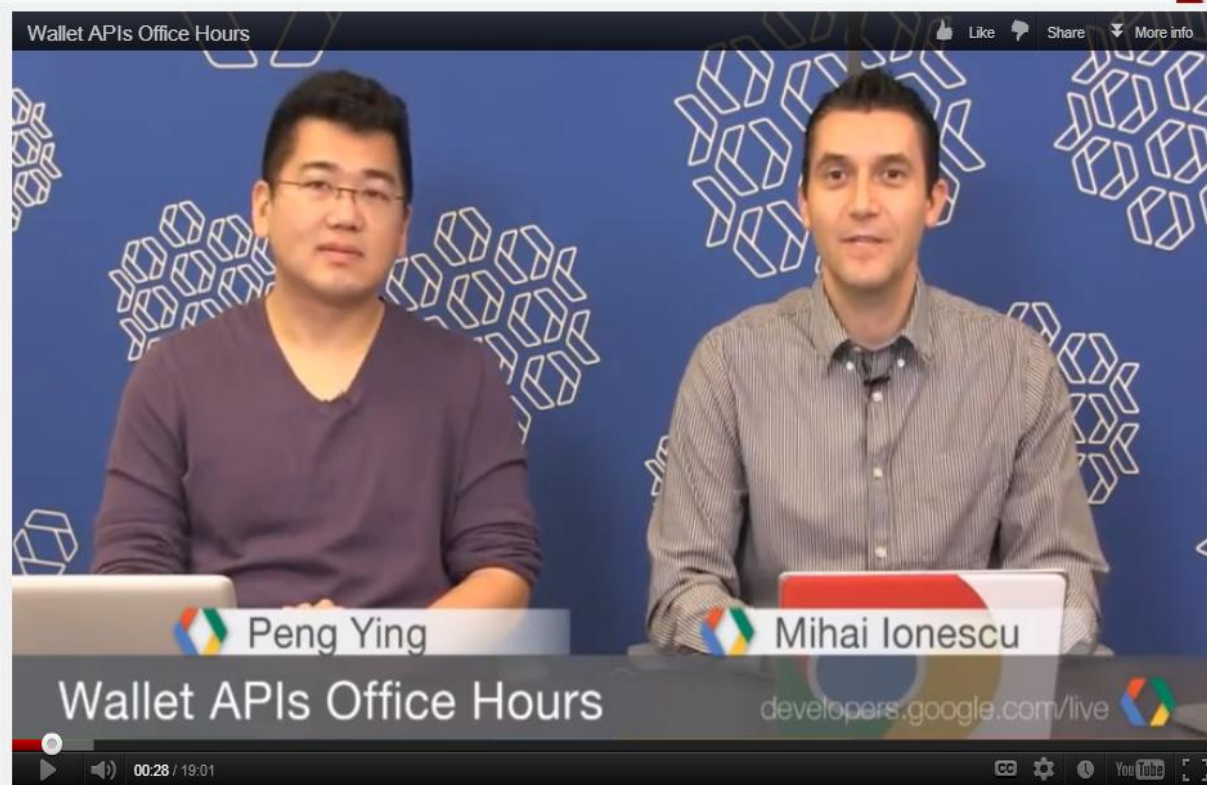 Wallet APIs Office Hours
Like
Share
More info
Peng Ying
Mihai Ionescu
Wallet APIs Office Hours
developers.google.com/live
00:28 / 19:01
CC
YouTube